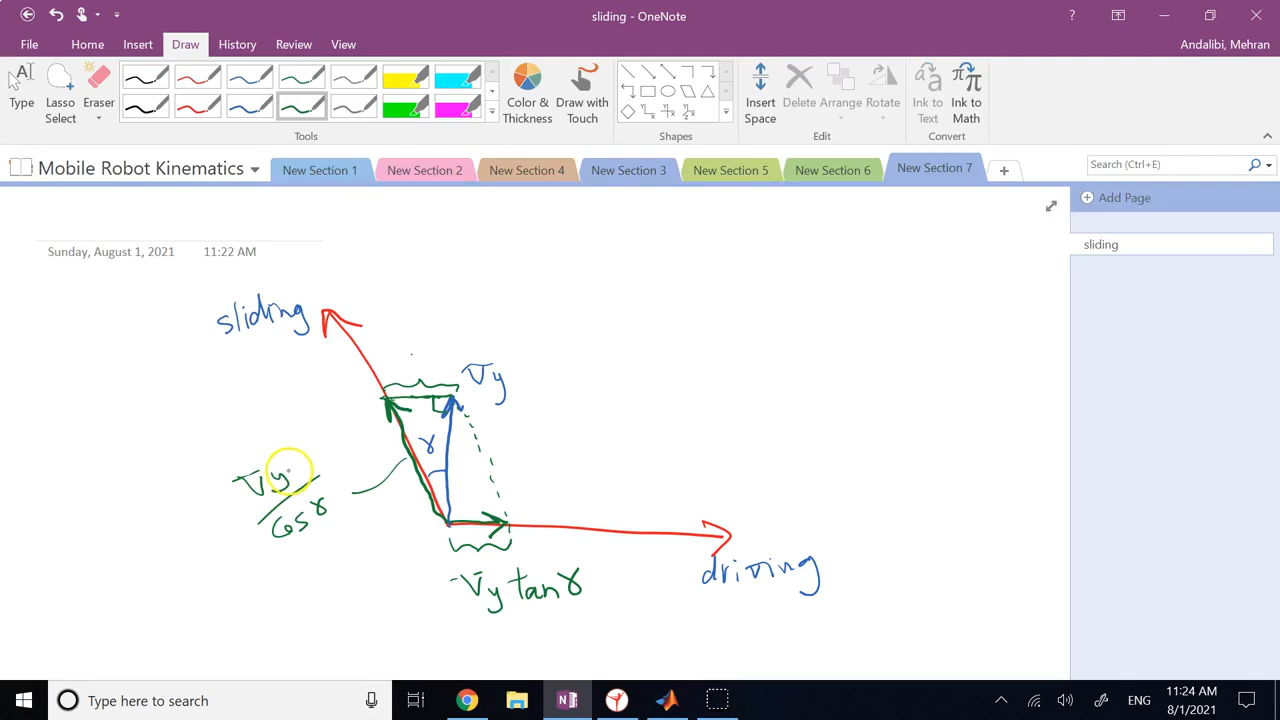 sliding - OneNote
?
File Home Insert Draw History Review View
Andalibi, Mehran
Type Lasso Select Eraser
Color & Thickness Draw with Touch
Insert Space Delete Arrange Rotate
Ink to Text Ink to Math
Tools Shapes Edit Convert
Mobile Robot Kinematics New Section 1 New Section 2 New Section 4 New Section 3 New Section 5 New Section 6 New Section 7 +
Search (Ctrl+E)
Add Page
sliding
Sunday, August 1, 2021 11:22 AM
sliding
Vy
γ
Vy / Cosγ
-Vy tanγ
driving
Type here to search
ENG
11:24 AM
8/1/2021